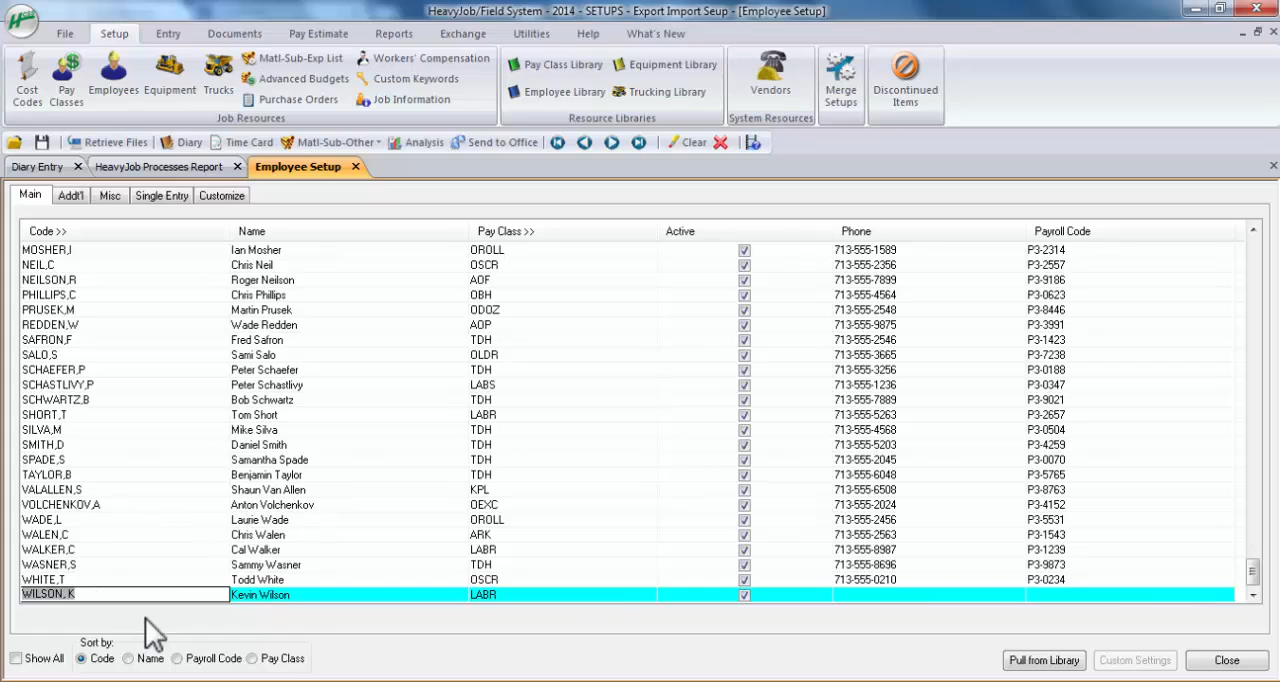 HeavyJob/Field System - 2014 - SETUPS - Export Import Seup - [Employee Setup]
File Setup Entry Documents Pay Estimate Reports Exchange Utilities Help What's New
Cost Codes Pay Classes Employees Equipment Trucks
Matl-Sub-Exp List Workers' Compensation
Advanced Budgets Custom Keywords
Purchase Orders Job Information
Job Resources
Pay Class Library Equipment Library
Employee Library Trucking Library
Resource Libraries
Vendors
System Resources
Merge Setups
Discontinued Items
Retrieve Files Diary Time Card Matl-Sub-Other Analysis Send to Office Clear
Diary Entry HeavyJob Processes Report Employee Setup
Main Addt'l Misc Single Entry Customize
Code >> Name Pay Class >> Active Phone Payroll Code
MOSHER,I Ian Mosher OROLL 713-555-1589 P3-2314
NEIL,C Chris Neil OSCR 713-555-2356 P3-2557
NEILSON,R Roger Neilson AOF 713-555-7899 P3-9186
PHILLIPS,C Chris Phillips OBH 713-555-4564 P3-0623
PRUSEK,M Martin Prusek ODOZ 713-555-2548 P3-8446
REDDEN,W Wade Redden AOP 713-555-9875 P3-3991
SAFRON,F Fred Safron TDH 713-555-2546 P3-1423
SALO,S Sami Salo OLDR 713-555-3665 P3-7238
SCHAEFER,P Peter Schaefer TDH 713-555-3256 P3-0188
SCHASTLIVY,P Peter Schastlivy LABS 713-555-1236 P3-0347
SCHWARTZ,B Bob Schwartz TDH 713-555-7889 P3-9021
SHORT,T Tom Short LABR 713-555-5263 P3-2657
SILVA,M Mike Silva TDH 713-555-4568 P3-0504
SMITH,D Daniel Smith TDH 713-555-5203 P3-4259
SPADE,S Samantha Spade TDH 713-555-2045 P3-0070
TAYLOR,B Benjamin Taylor TDH 713-555-6048 P3-5765
VALALLEN,S Shaun Van Allen KPL 713-555-6508 P3-8763
VOLCHENKOV,A Anton Volchenkov OEXC 713-555-2024 P3-4152
WADE,L Laurie Wade OROLL 713-555-2456 P3-5531
WALEN,C Chris Walen ARK 713-555-2563 P3-1543
WALKER,C Cal Walker LABR 713-555-8987 P3-1239
WASNER,S Sammy Wasner TDH 713-555-8696 P3-9873
WHITE,T Todd White OSCR 713-555-0210 P3-0234
WILSON, K Kevin Wilson LABR
Sort by:
Show All Code Name Payroll Code Pay Class Pull from Library Custom Settings Close